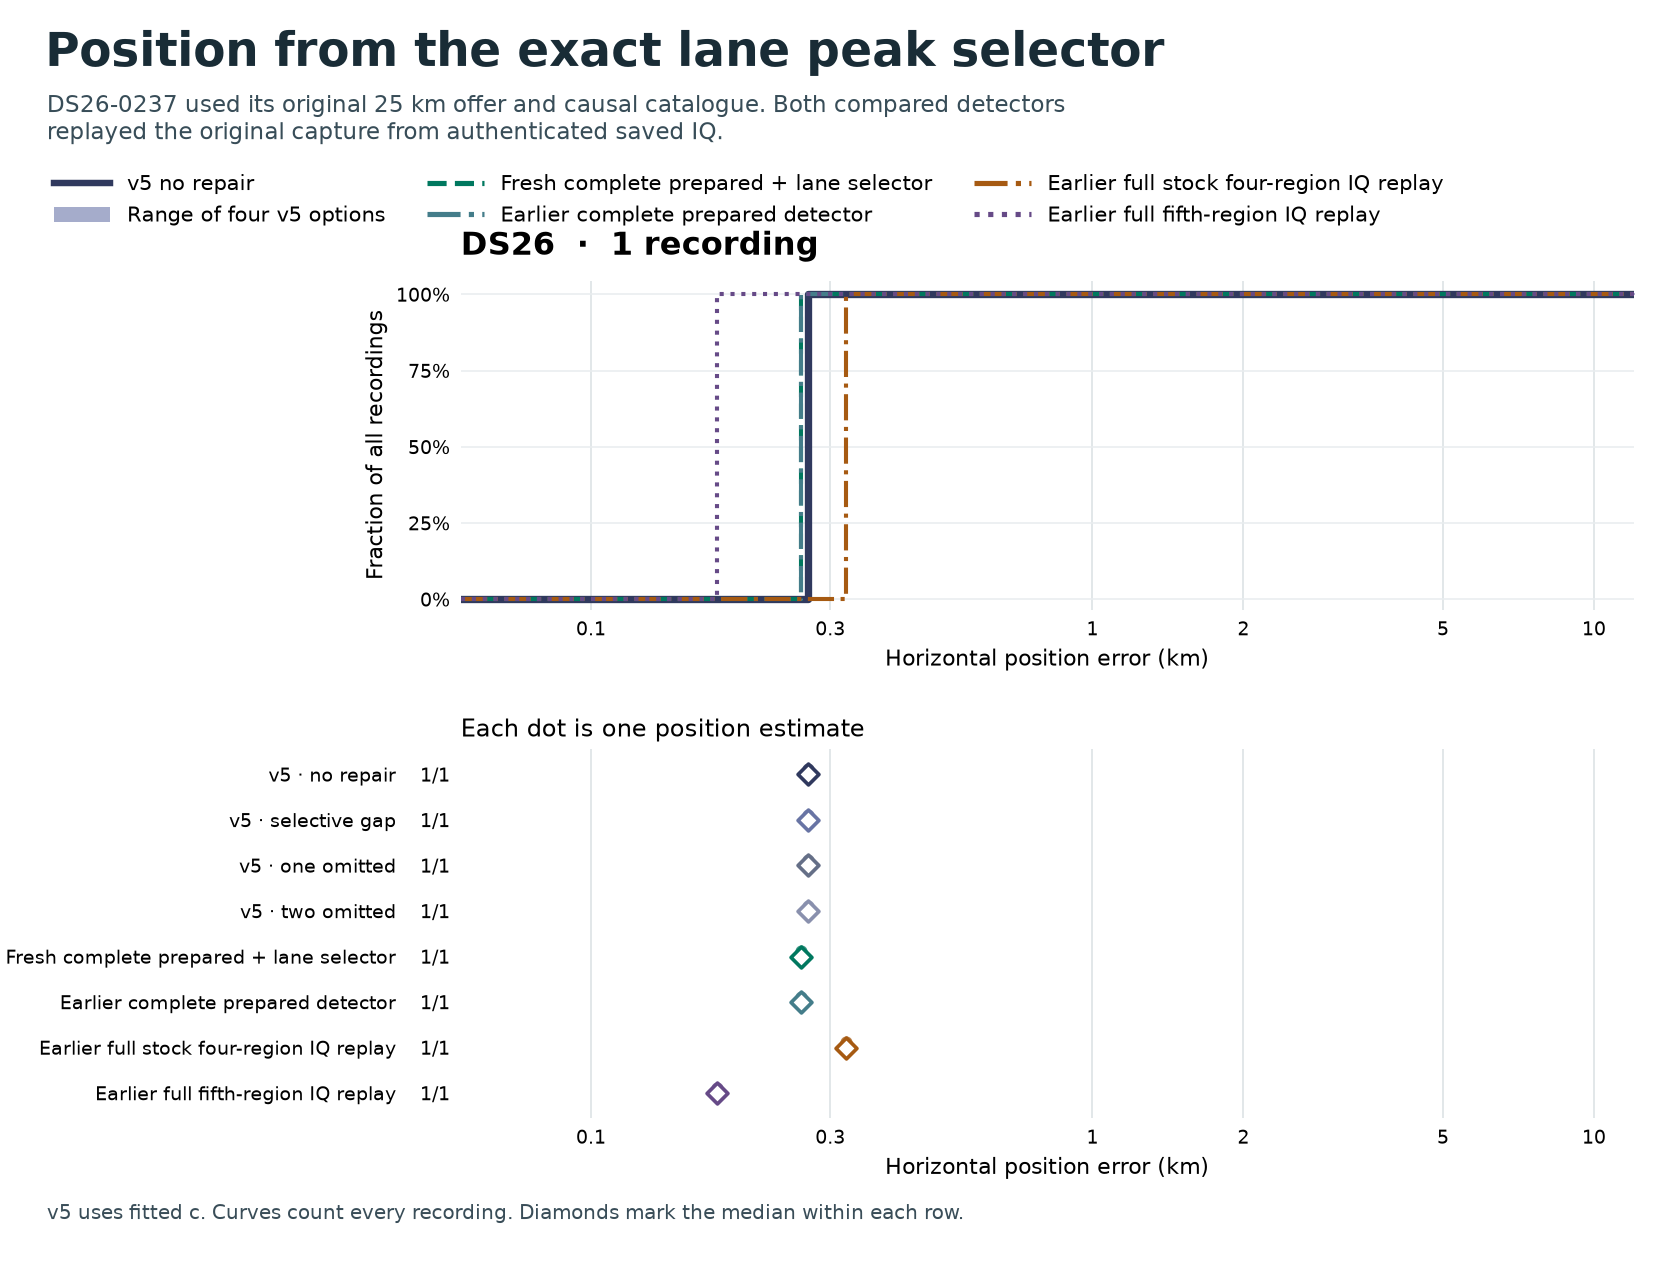 Position from the exact lane peak selector
DS26-0237 used its original 25 km offer and causal catalogue. Both compared detectors
replayed the original capture from authenticated saved IQ.
v5 no repair
Range of four v5 options
Fresh complete prepared + lane selector
Earlier complete prepared detector
Earlier full stock four-region IQ replay
Earlier full fifth-region IQ replay
DS26 · 1 recording
Fraction of all recordings
100%
75%
50%
25%
0%
0.1 0.3 1 2 5 10
Horizontal position error (km)
Each dot is one position estimate
v5 · no repair 1/1
v5 · selective gap 1/1
v5 · one omitted 1/1
v5 · two omitted 1/1
Fresh complete prepared + lane selector 1/1
Earlier complete prepared detector 1/1
Earlier full stock four-region IQ replay 1/1
Earlier full fifth-region IQ replay 1/1
0.1 0.3 1 2 5 10
Horizontal position error (km)
v5 uses fitted c. Curves count every recording. Diamonds mark the median within each row.